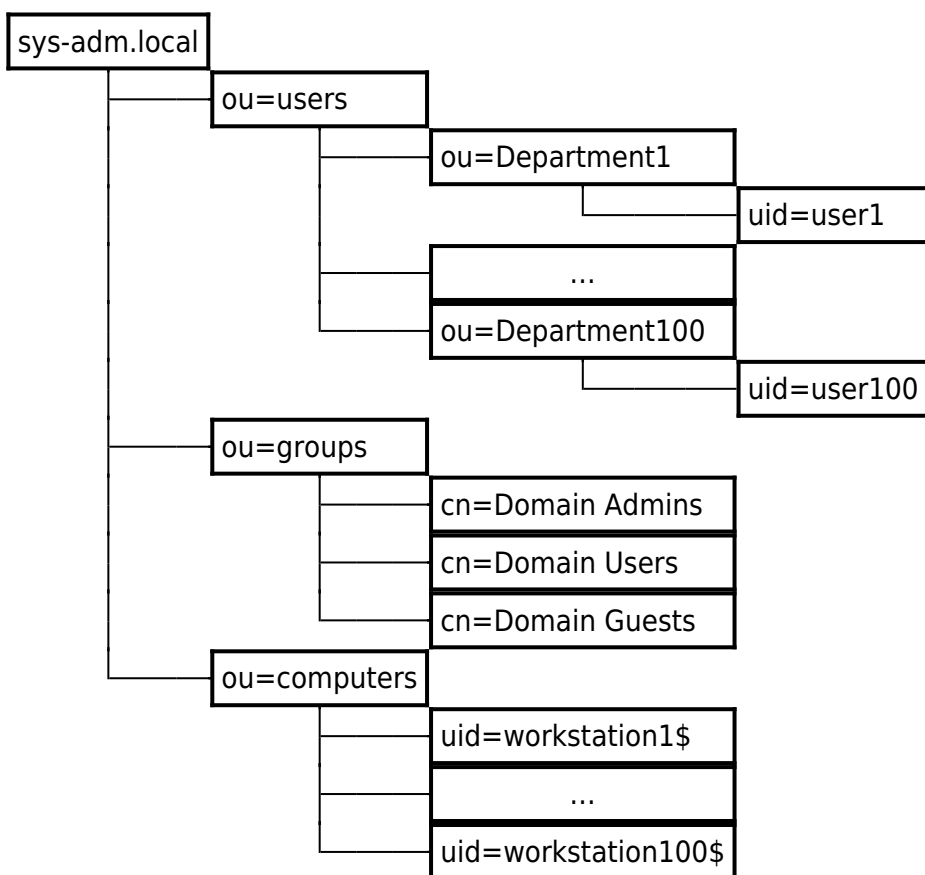 sys-adm.local
ou=users
ou=Department1
uid=user1
...
ou=Department100
uid=user100
ou=groups
cn=Domain Admins
cn=Domain Users
cn=Domain Guests
ou=computers
uid=workstation1$
...
uid=workstation100$